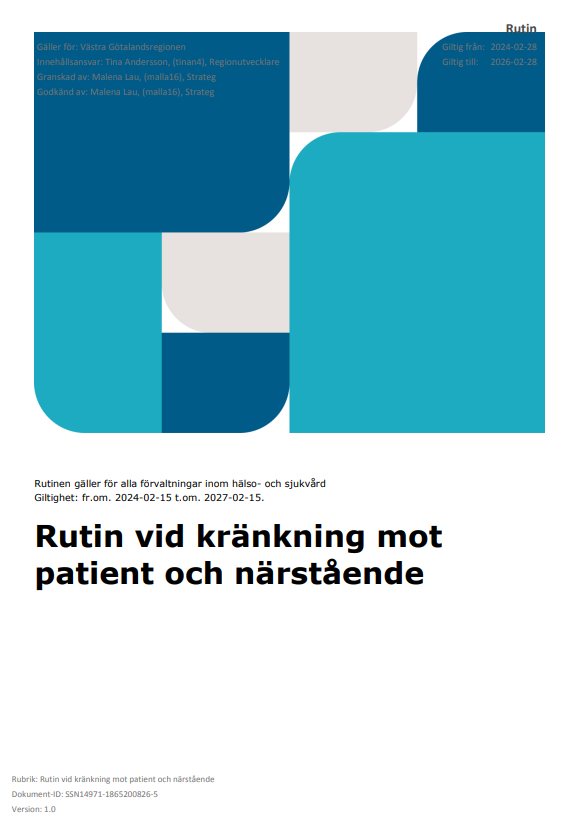 Rutin
Gäller för: Västra Götalandsregionen
Giltig från: 2024-02-28
Innehållsansvar: Tina Andersson, (tinan4), Regionutvecklare
Giltig till: 2026-02-28
Granskad av: Malena Lau, (malla16), Strateg
Godkänd av: Malena Lau, (malla16), Strateg
Rutinen gäller för alla förvaltningar inom hälso- och sjukvård
Giltighet: fr.om. 2024-02-15 t.om. 2027-02-15.
Rutin vid kränkning mot
patient och närstående
Rubrik: Rutin vid kränkning mot patient och närstående
Dokument-ID: SSN14971-1865200826-5
Version: 1.0